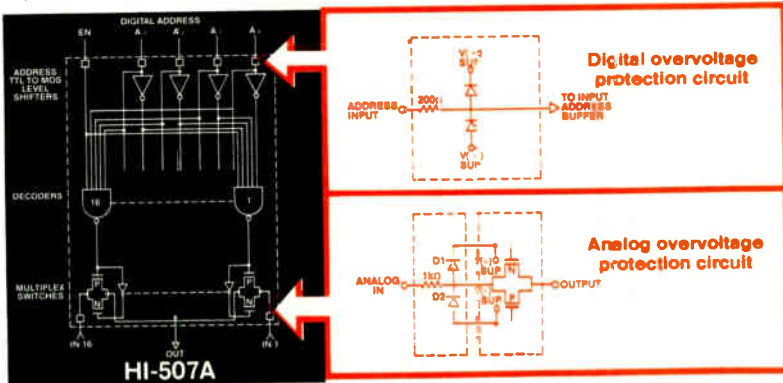 DIGITAL ADDRESS
EN A A A A
ADDRESS
TTL TO MOS
LEVEL
SHIFTERS
DECODERS
16 1
MULTIPLEX
SWITCHES
P P
N N
IN 16 OUT IN 1
HI-507A
Digital overvoltage
protection circuit
SUP
200Ω
ADDRESS
INPUT
TO INPUT
ADDRESS
BUFFER
SUP
Analog overvoltage
protection circuit
D1
SUP
N
ANALOG
IN
1kΩ
OUTPUT
D2
SUP
P